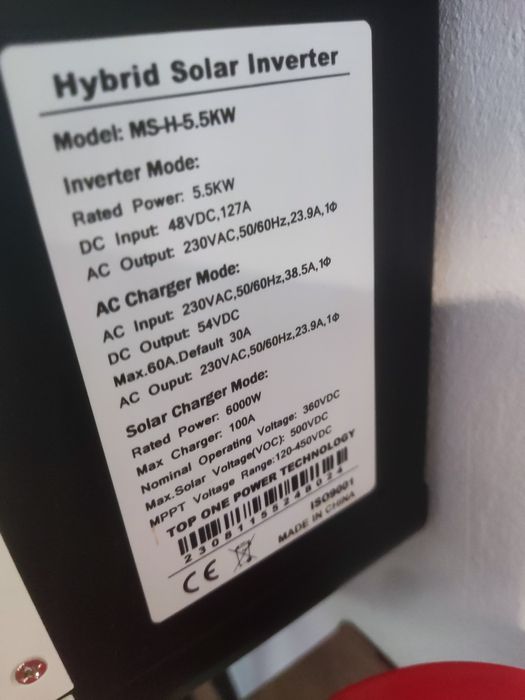 Hybrid Solar Inverter
Model: MS-H-5.5KW
Inverter Mode:
Rated Power: 5.5KW
DC Input: 48VDC,127A
AC Output: 230VAC,50/60Hz,23.9A,1Φ
AC Charger Mode:
AC Input: 230VAC,50/60Hz,38.5A,1Φ
DC Output: 54VDC
Max.60A.Default 30A
AC Ouput: 230VAC,50/60Hz,23.9A,1Φ
Solar Charger Mode:
Rated Power: 6000W
Max Charger: 100A
Nominal Operating Voltage: 360VDC
Max.Solar Voltage(VOC): 500VDC
MPPT Voltage Range:120-450VDC
TOP ONE POWER TECHNOLOGY
23081155248024
ISO9001
CE
MADE IN CHINA